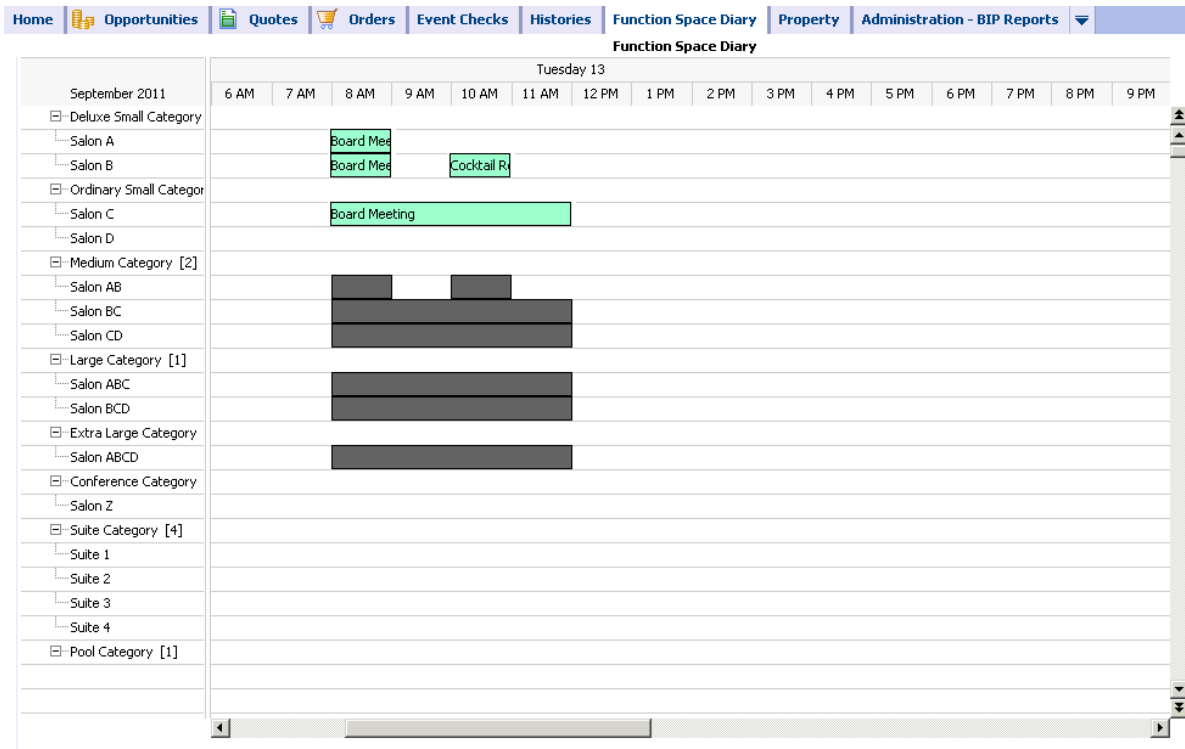 Home Opportunities Quotes Orders Event Checks Histories Function Space Diary Property Administration - BIP Reports
Function Space Diary
Tuesday 13
September 2011 6 AM 7 AM 8 AM 9 AM 10 AM 11 AM 12 PM 1 PM 2 PM 3 PM 4 PM 5 PM 6 PM 7 PM 8 PM 9 PM
Deluxe Small Category
Salon A Board Mee
Salon B Board Mee Cocktail Re
Ordinary Small Categor
Salon C Board Meeting
Salon D
Medium Category [2]
Salon AB
Salon BC
Salon CD
Large Category [1]
Salon ABC
Salon BCD
Extra Large Category
Salon ABCD
Conference Category
Salon Z
Suite Category [4]
Suite 1
Suite 2
Suite 3
Suite 4
Pool Category [1]